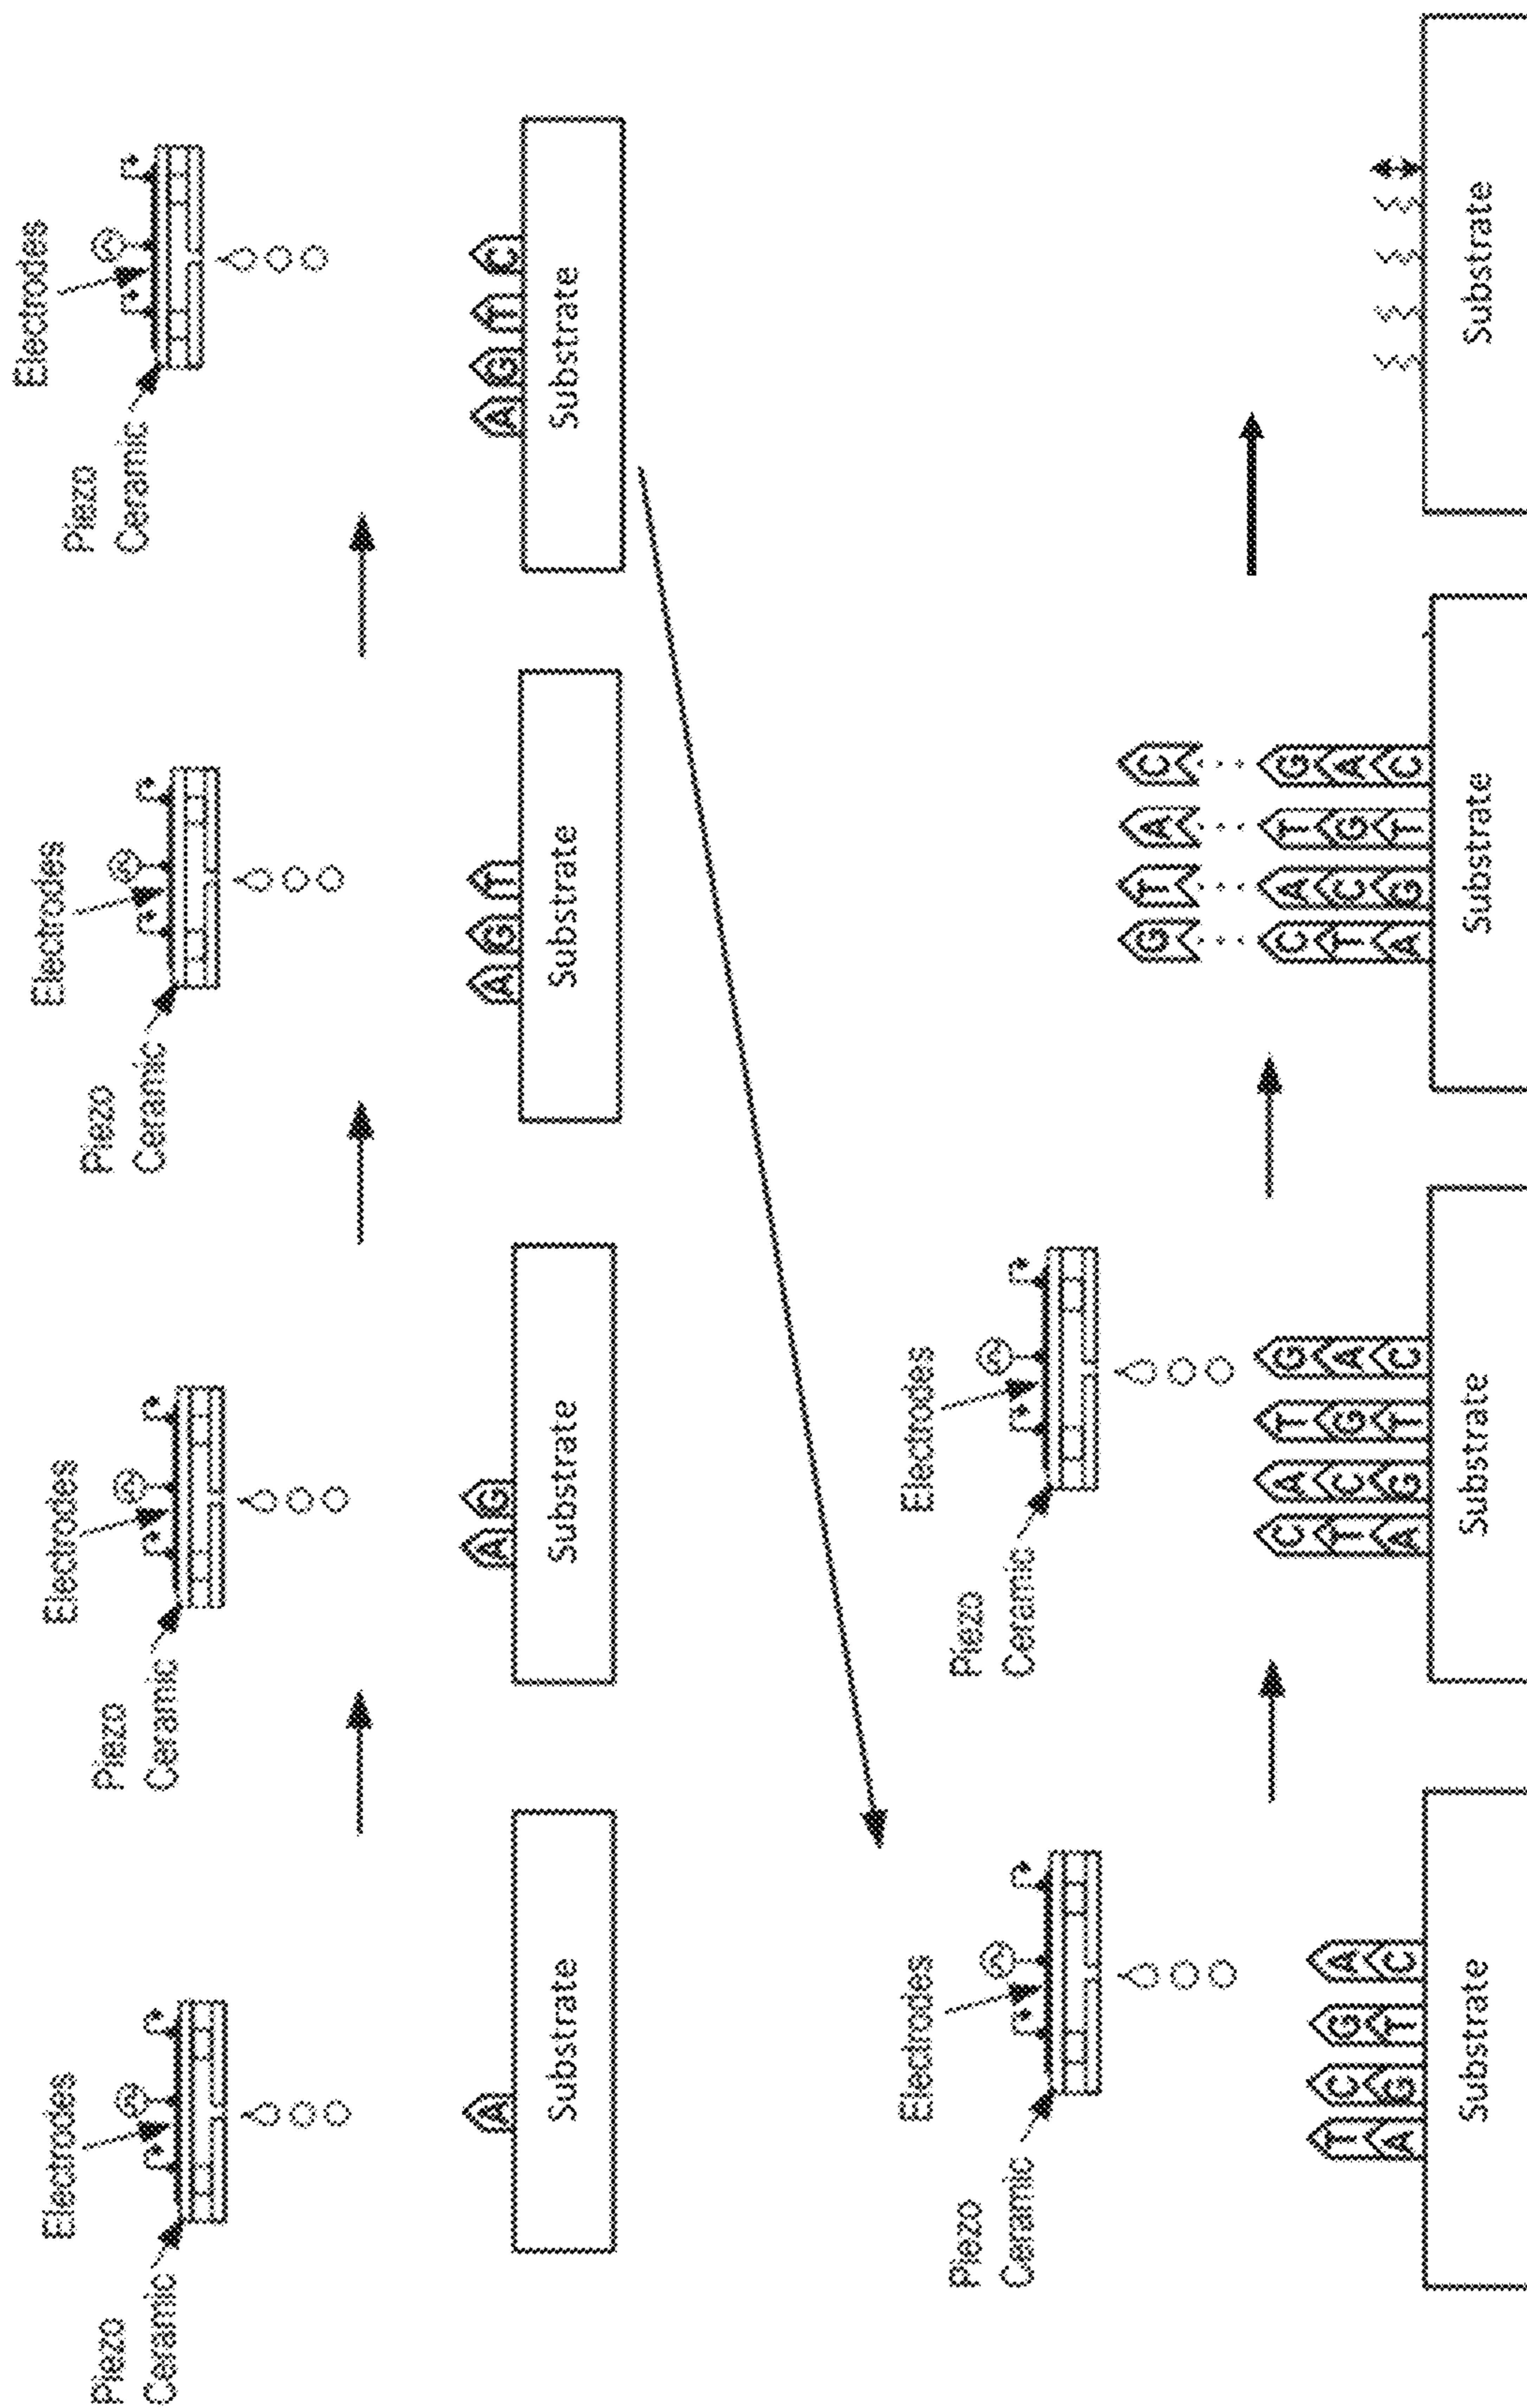 Electrodes
Piezo
Ceramic
A
Substrate
Electrodes
Piezo
Ceramic
A G
Substrate
Electrodes
Piezo
Ceramic
A G T
Substrate
Electrodes
Piezo
Ceramic
A G T C
Substrate
Electrodes
Piezo
Ceramic
T C G A
A G T C
Substrate
Electrodes
Piezo
Ceramic
C A T G
T C G A
A G T C
Substrate
G T A C
C A T G
T C G A
A G T C
Substrate
Substrate